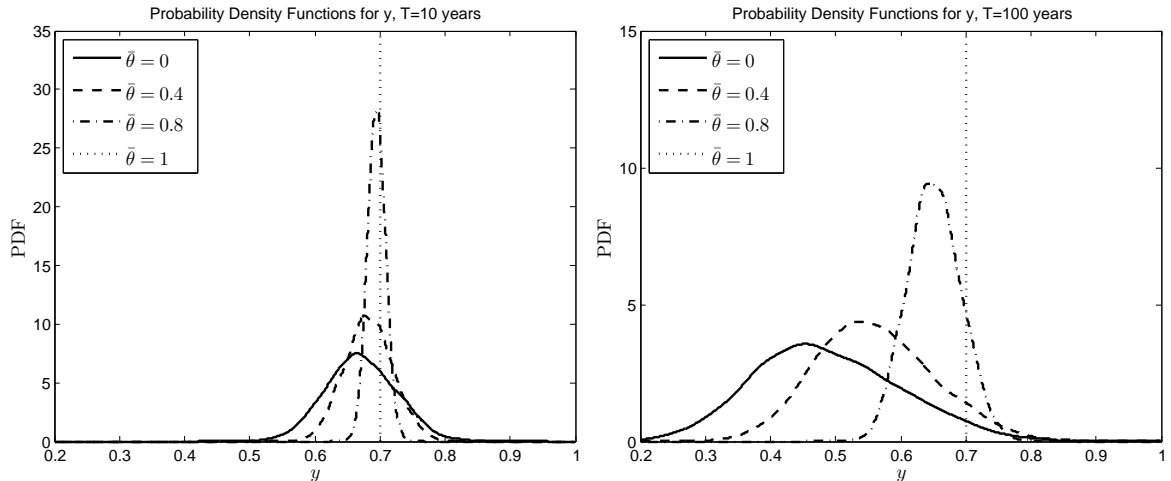 Probability Density Functions for y, T=10 years
35
30
25
20
15
10
5
0
PDF
θ̄ = 0
θ̄ = 0.4
θ̄ = 0.8
θ̄ = 1
0.2 0.3 0.4 0.5 0.6 0.7 0.8 0.9 1
y
Probability Density Functions for y, T=100 years
15
10
5
0
PDF
θ̄ = 0
θ̄ = 0.4
θ̄ = 0.8
θ̄ = 1
0.2 0.3 0.4 0.5 0.6 0.7 0.8 0.9 1
y